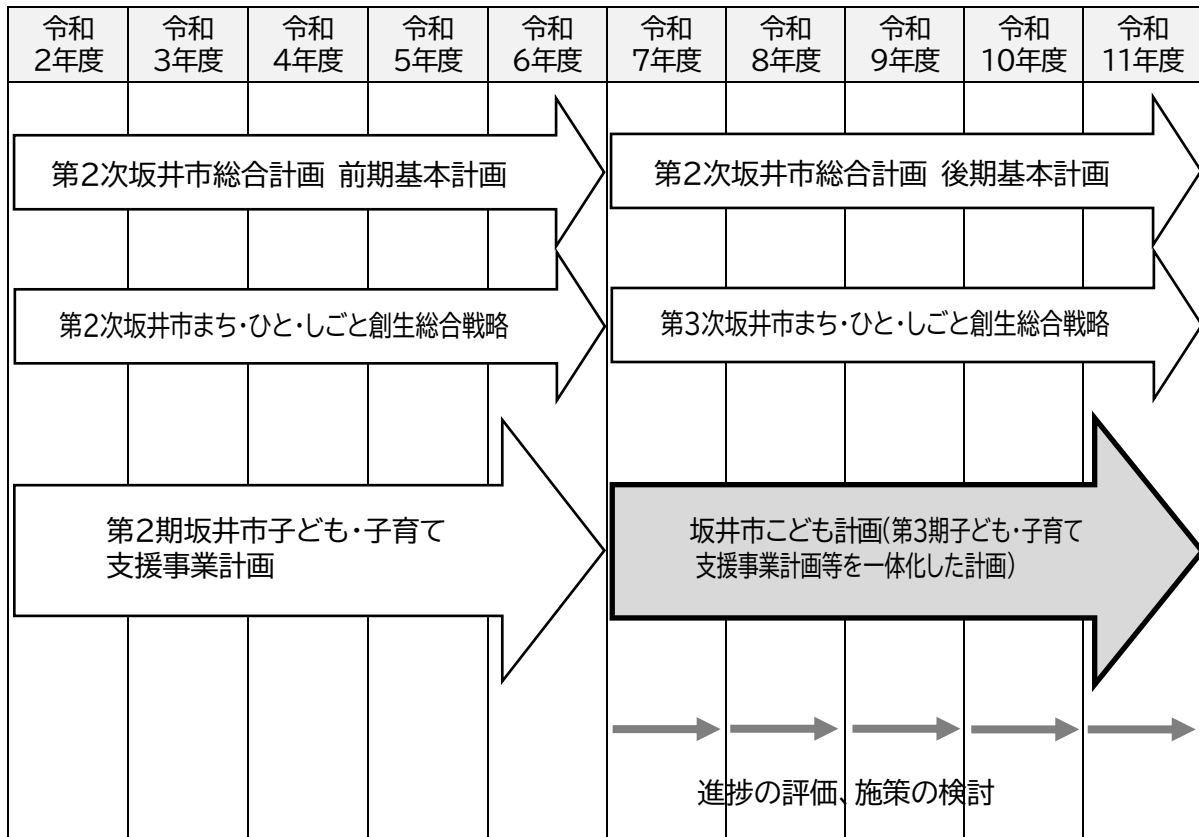 令和
2年度
令和
3年度
令和
4年度
令和
5年度
令和
6年度
令和
7年度
令和
8年度
令和
9年度
令和
10年度
令和
11年度
第2次坂井市総合計画 前期基本計画
第2次坂井市総合計画 後期基本計画
第2次坂井市まち・ひと・しごと創生総合戦略
第3次坂井市まち・ひと・しごと創生総合戦略
第2期坂井市子ども・子育て
支援事業計画
坂井市こども計画(第3期子ども・子育て
支援事業計画等を一体化した計画)
進捗の評価、施策の検討